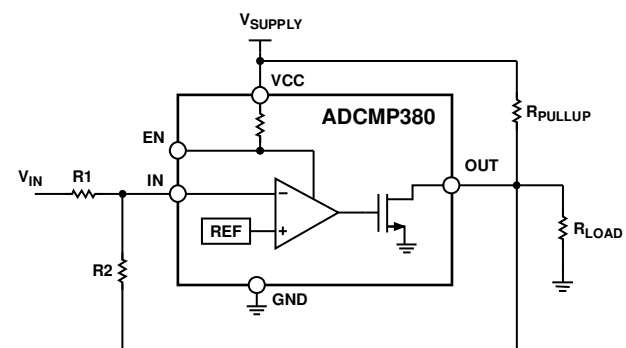 VSUPPLY
VCC
ADCMP380
RPULLUP
EN
OUT
VIN
R1
IN
−
REF
+
RLOAD
R2
GND